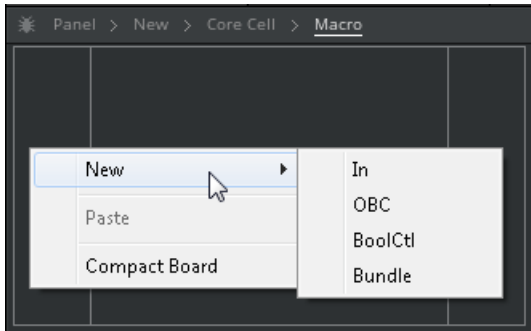 Panel > New > Core Cell > Macro
New
In
OBC
Paste
BoolCtl
Compact Board
Bundle